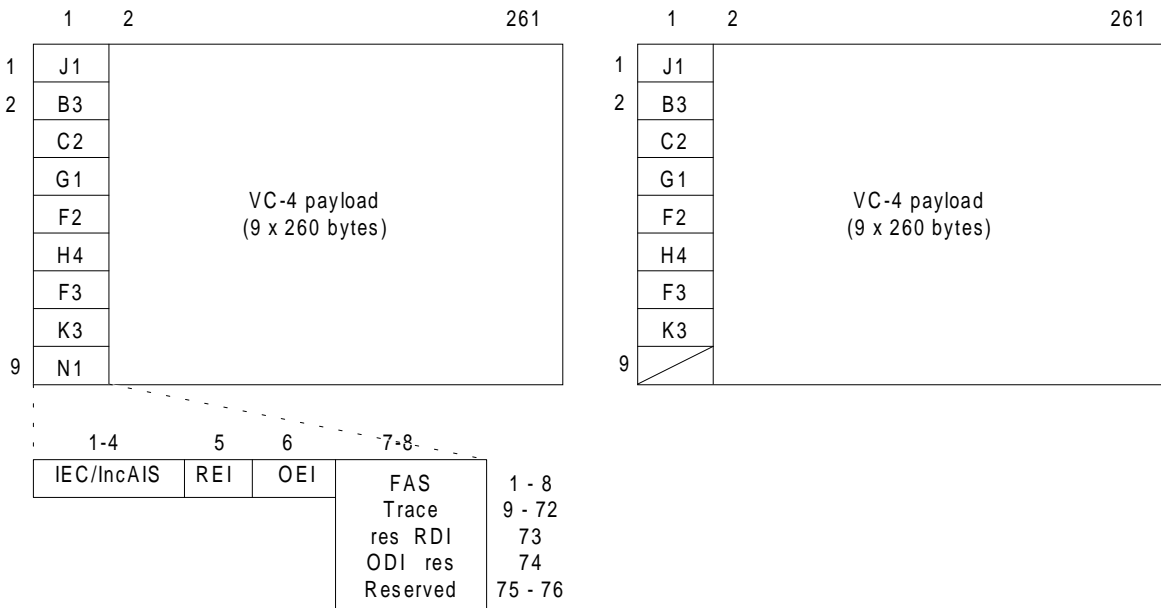 1 2 261
1 J1
2 B3
C2
G1
F2
H4
F3
K3
9 N1
VC-4 payload
(9 x 260 bytes)
1-4 5 6 7-8
IEC/IncAIS REI OEI
FAS 1 - 8
Trace 9 - 72
res RDI 73
ODI res 74
Reserved 75 - 76
1 2 261
1 J1
2 B3
C2
G1
F2
H4
F3
K3
9
VC-4 payload
(9 x 260 bytes)